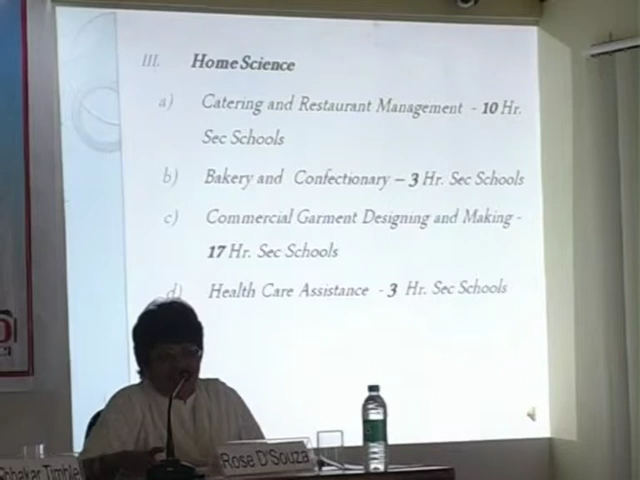 III. Home Science
a) Catering and Restaurant Management - 10 Hr.
Sec Schools
b) Bakery and Confectionary – 3 Hr. Sec Schools
c) Commercial Garment Designing and Making -
17 Hr. Sec Schools
d) Health Care Assistance - 3 Hr. Sec Schools
Rose D'Souza